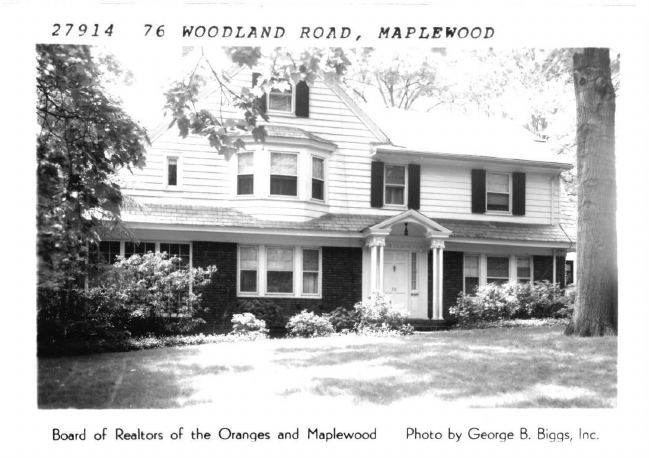 27914 76 WOODLAND ROAD, MAPLEWOOD
Board of Realtors of the Oranges and Maplewood Photo by George B. Biggs, Inc.